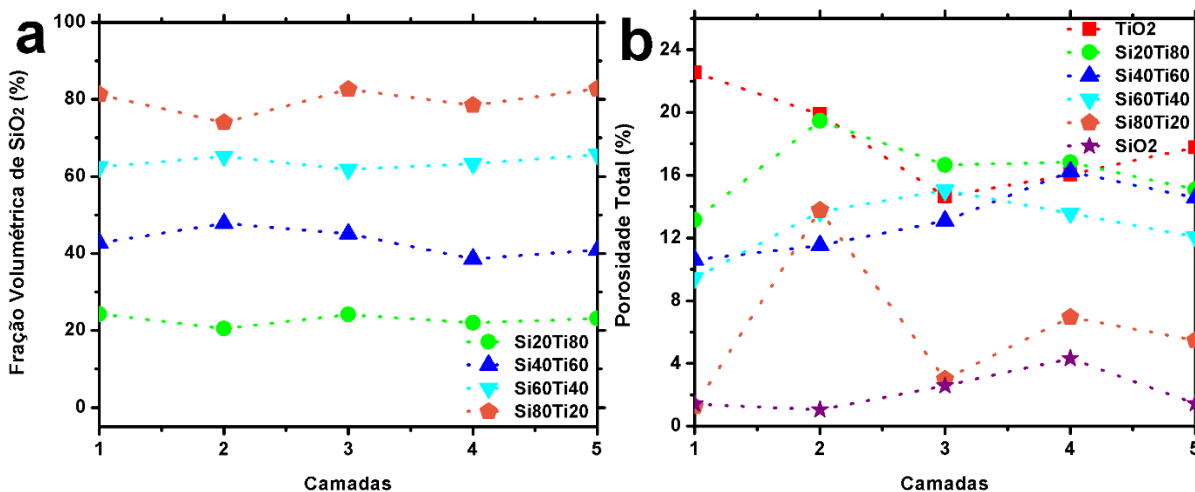 a
Fração Volumétrica de SiO₂ (%)
100
80
60
40
20
0
Si20Ti80
Si40Ti60
Si60Ti40
Si80Ti20
1 2 3 4 5
Camadas
b
Porosidade Total (%)
24
20
16
12
8
4
0
TiO2
Si20Ti80
Si40Ti60
Si60Ti40
Si80Ti20
SiO2
1 2 3 4 5
Camadas